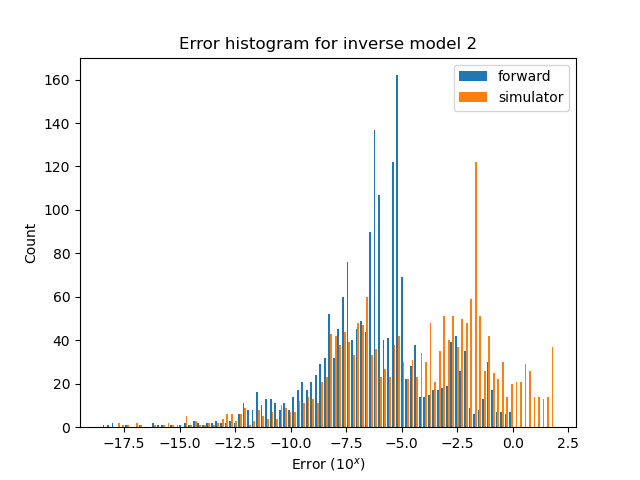 Error histogram for inverse model 2
forward
simulator
160
140
120
100
80
60
40
20
0
Count
−17.5 −15.0 −12.5 −10.0 −7.5 −5.0 −2.5 0.0 2.5
Error (10^x)